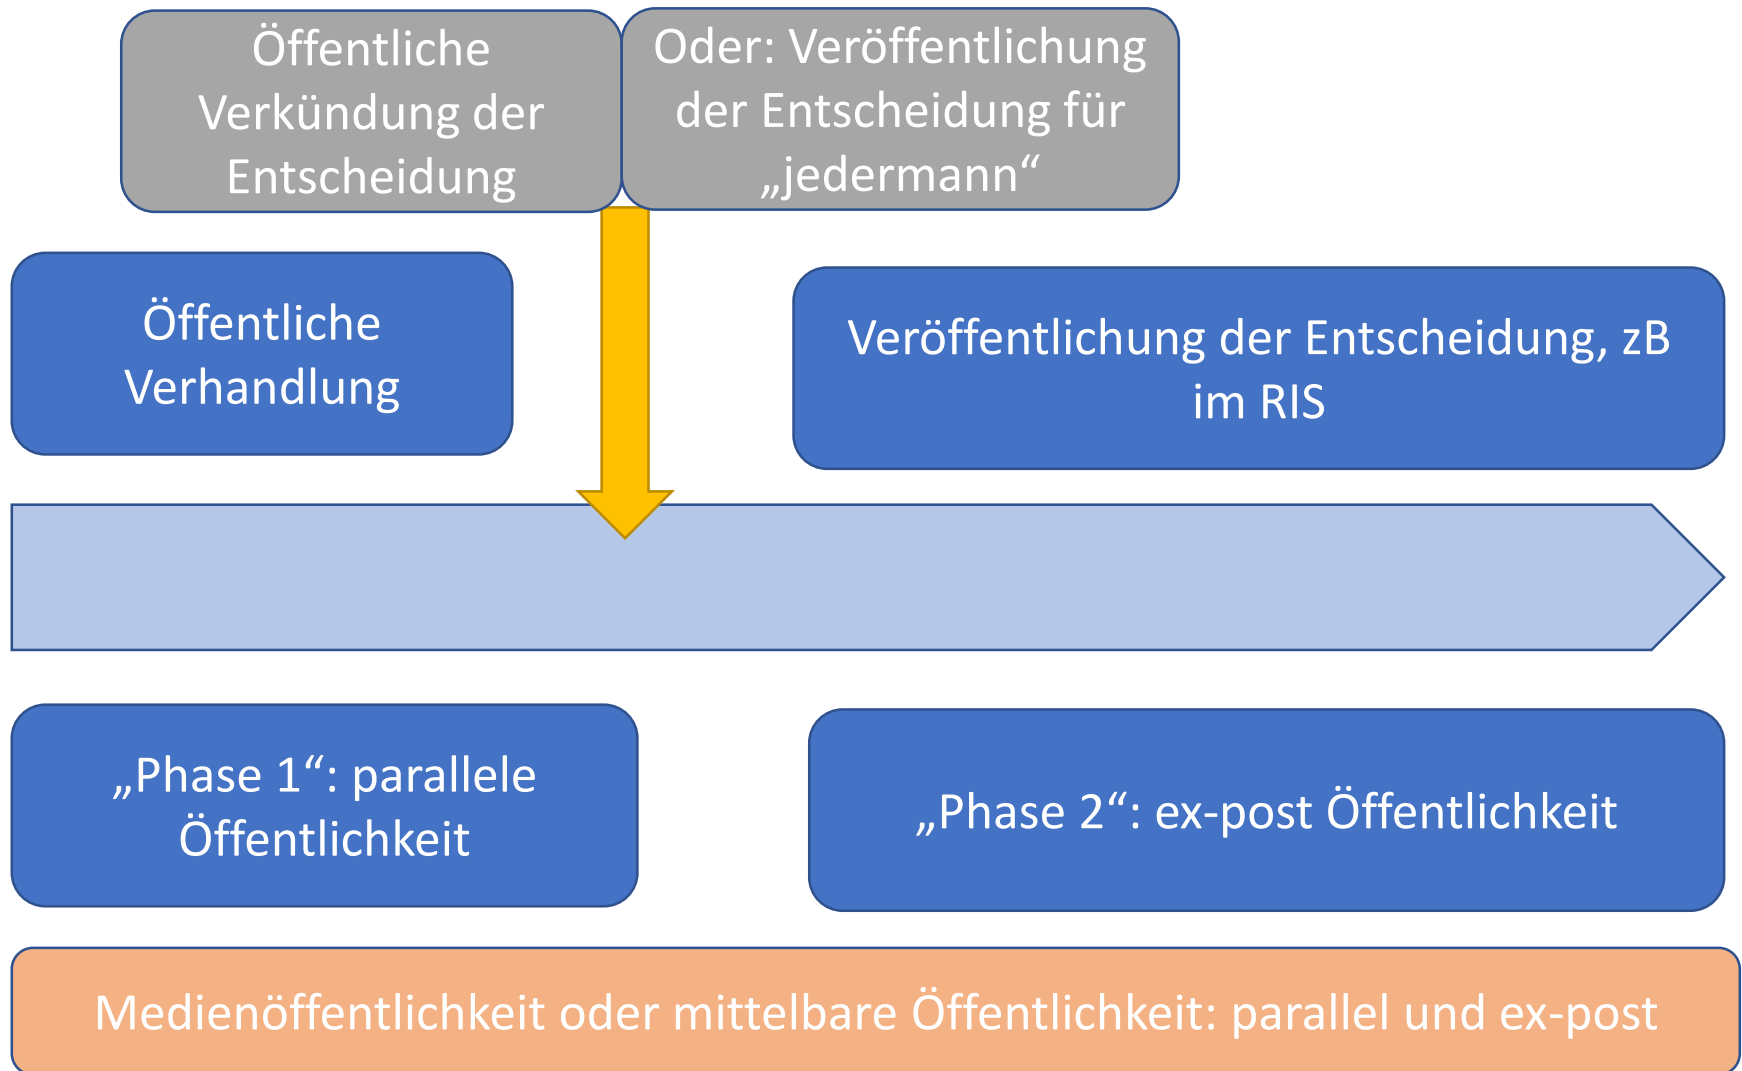 Öffentliche
Verkündung der
Entscheidung
Oder: Veröffentlichung
der Entscheidung für
„jedermann“
Öffentliche
Verhandlung
Veröffentlichung der Entscheidung, zB
im RIS
„Phase 1“: parallele
Öffentlichkeit
„Phase 2“: ex-post Öffentlichkeit
Medienöffentlichkeit oder mittelbare Öffentlichkeit: parallel und ex-post